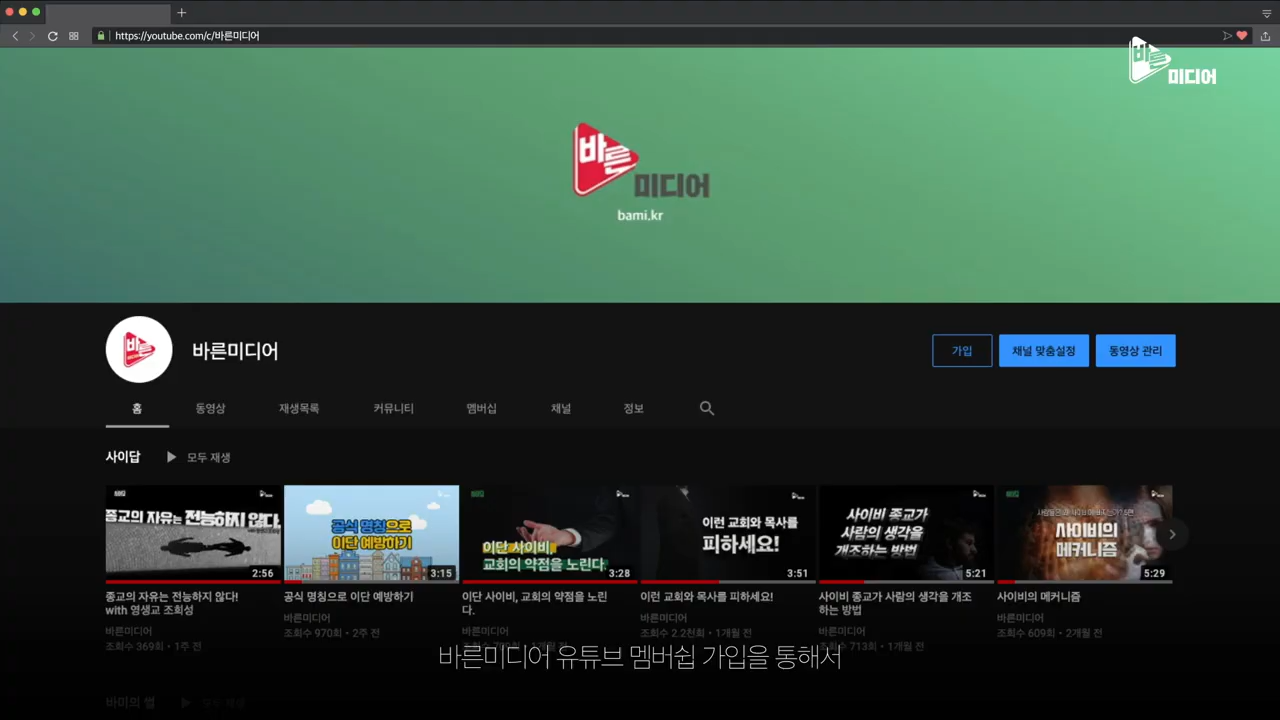 https://youtube.com/c/바른미디어
바른
미디어
바른
미디어
bami.kr
바른
바른미디어
가입
채널 맞춤설정
동영상 관리
홈
동영상
재생목록
커뮤니티
멤버십
채널
정보
사이답
모두 재생
종교의 자유는 전능하지 않다.
2:56
공식 명칭으로
이단 예방하기
3:15
이단 사이비,
교회의 약점을 노린다.
3:28
이런 교회와 목사를
피하세요!
3:51
사이비 종교가
사람의 생각을
개조하는 방법
5:21
사이비의
메커니즘
5:29
종교의 자유는 전능하지 않다!
with 영생교 조희성
바른미디어
조회수 369회 • 1주 전
공식 명칭으로 이단 예방하기
바른미디어
조회수 970회 • 2주 전
이단 사이비, 교회의 약점을 노린
다.
바른미디어
이런 교회와 목사를 피하세요!
바른미디어
조회수 2.2천회 • 1개월 전
사이비 종교가 사람의 생각을 개조
하는 방법
바른미디어
조회수 713회 • 1개월 전
사이비의 메커니즘
바른미디어
조회수 609회 • 2개월 전
바른미디어 유튜브 멤버쉽 가입을 통해서
바미의 썰
모두 재생